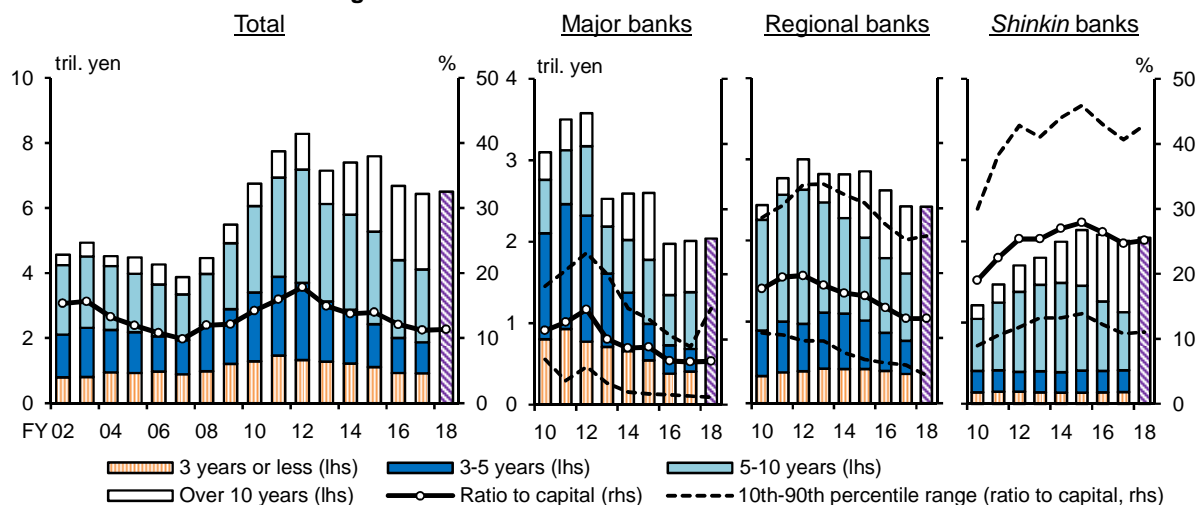 Total Major banks Regional banks Shinkin banks
tril. yen % tril. yen %
10 50 4 50
8 40 3 40
6 30 30
4 20 2 20
2 10 1 10
0 0 0 0
FY 02 04 06 08 10 12 14 16 18 10 12 14 16 18 10 12 14 16 18 10 12 14 16 18
3 years or less (lhs) 3-5 years (lhs) 5-10 years (lhs)
Over 10 years (lhs) Ratio to capital (rhs) 10th-90th percentile range (ratio to capital, rhs)